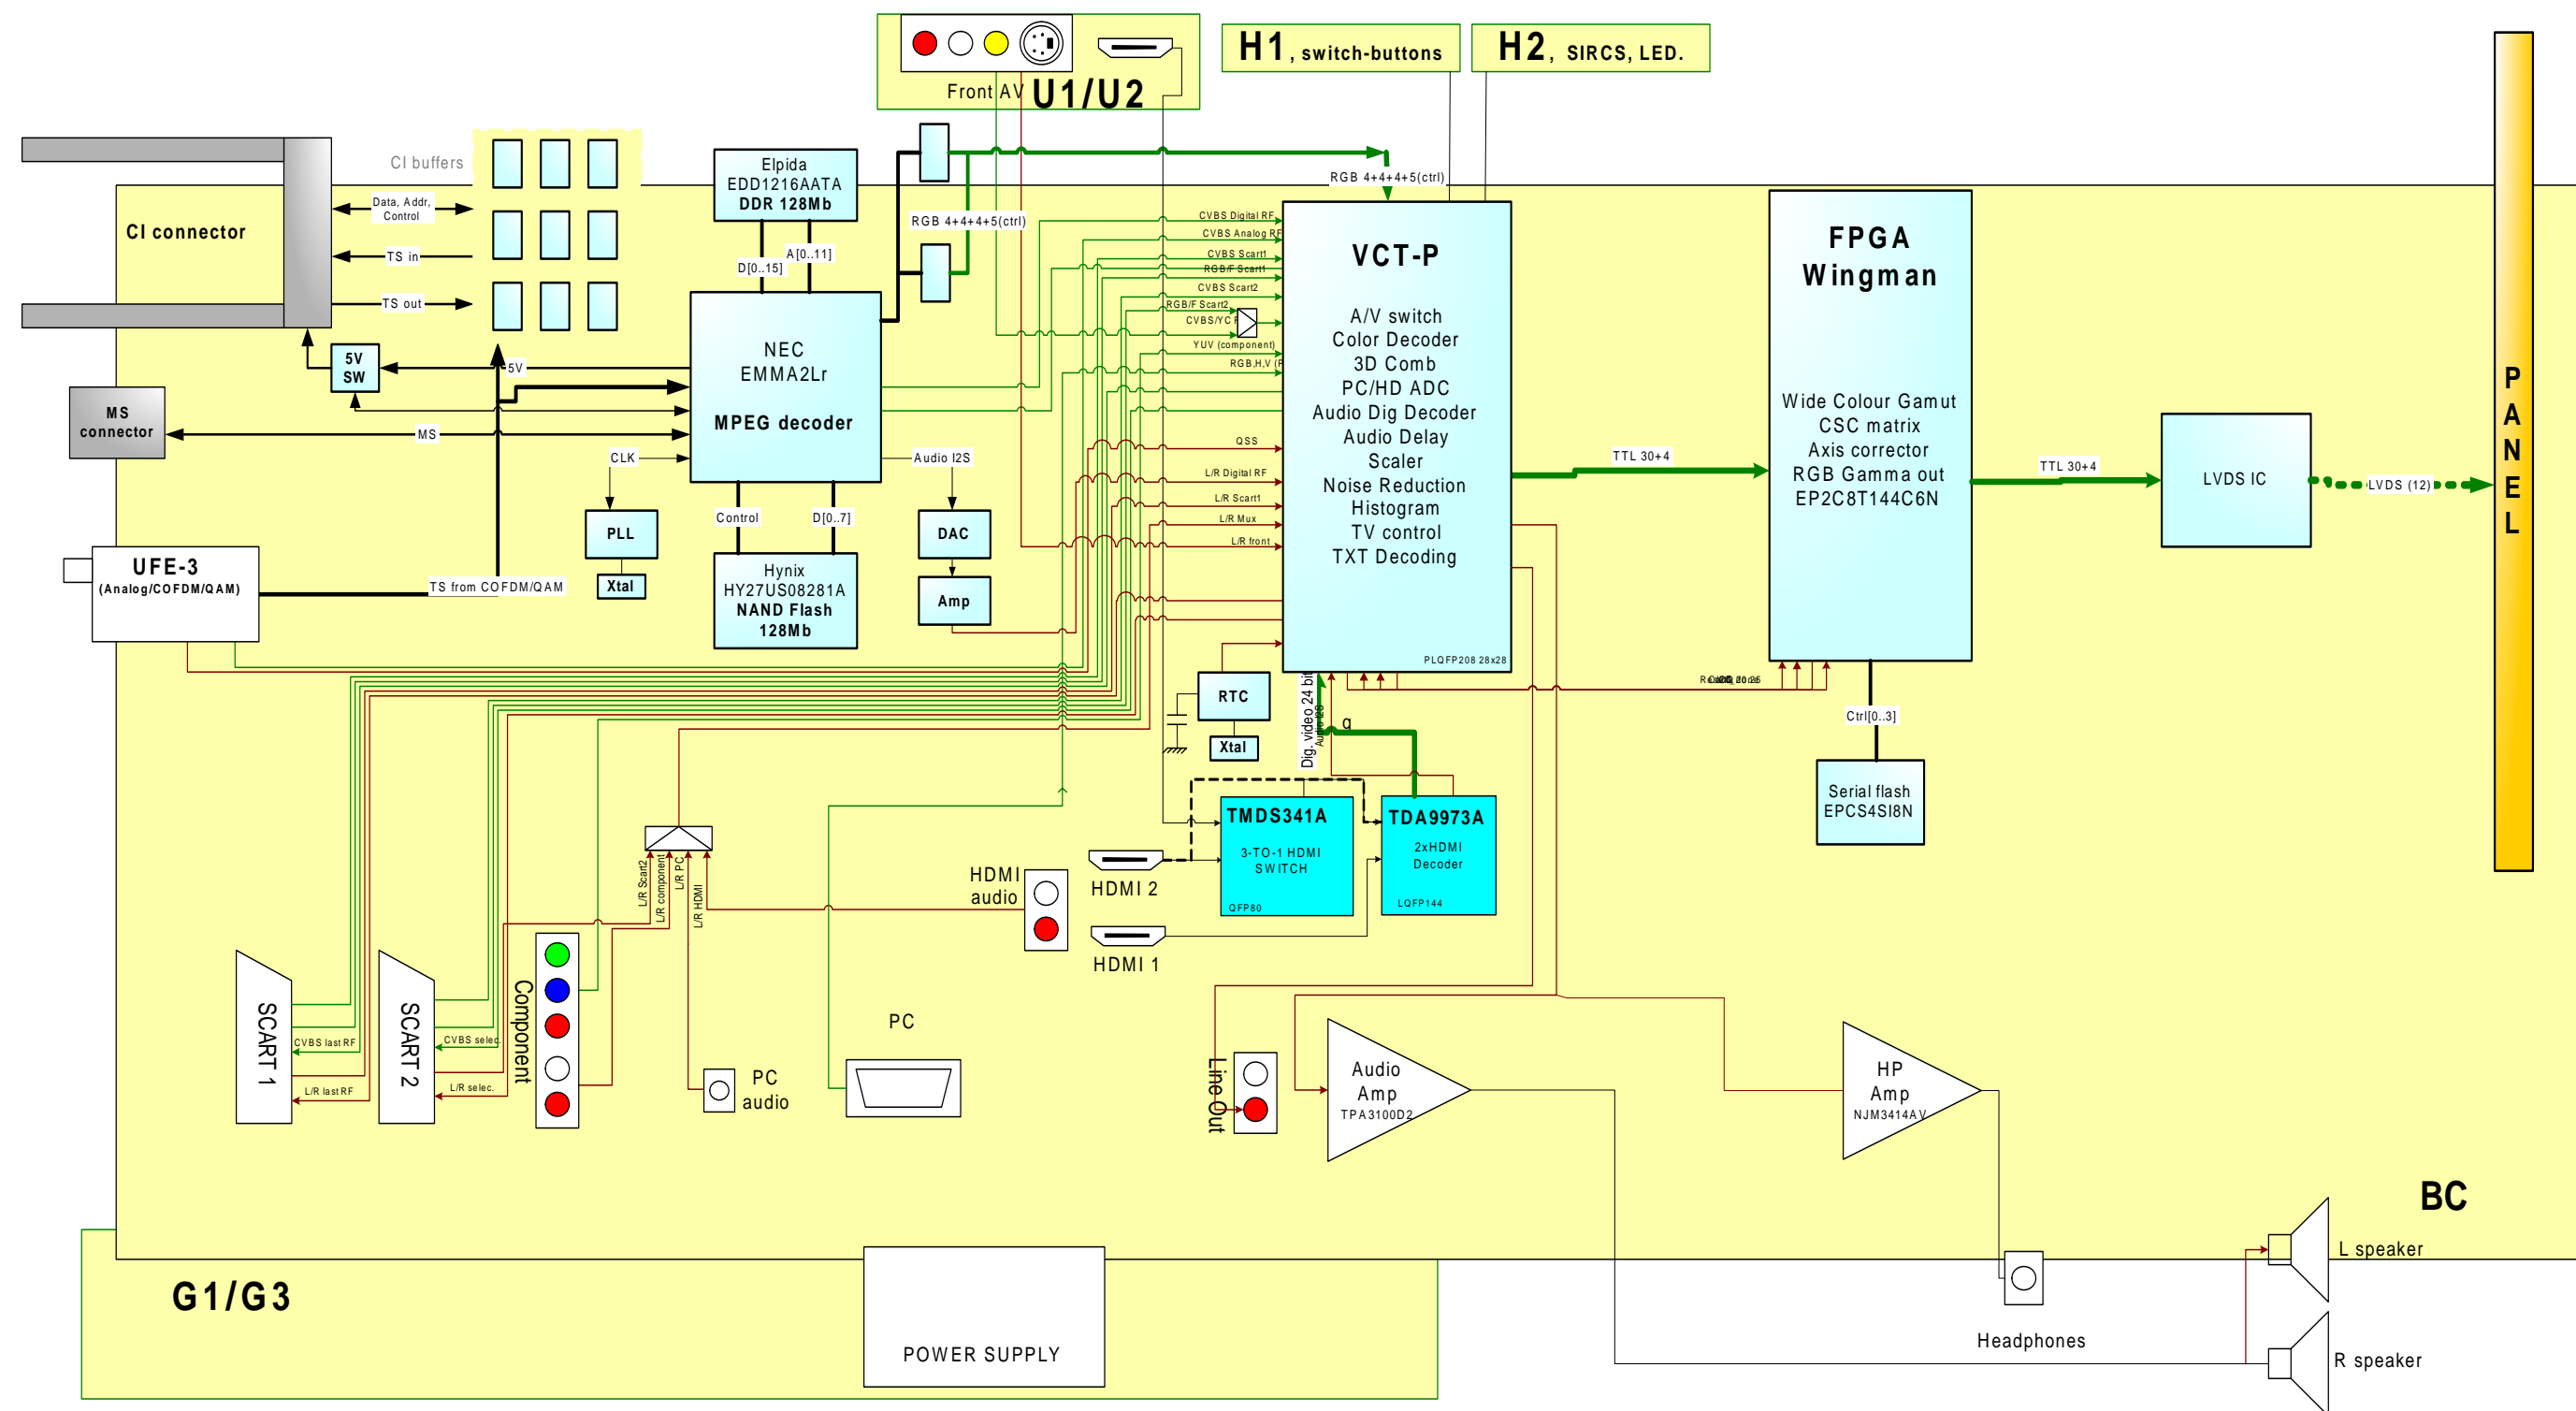 Front AV
U1/U2
H1, switch-buttons
H2, SIRCS, LED.
CI buffers
CI connector
Data, Addr,
Control
TS in
TS out
5V
SW
5V
MS
connector
MS
UFE-3
(Analog/COFDM/QAM)
TS from COFDM/QAM
Elpida
EDD1216AATA
DDR 128Mb
D[0..15]
A[0..11]
NEC
EMMA2Lr
MPEG decoder
CLK
PLL
Xtal
Control
D[0..7]
Hynix
HY27US08281A
NAND Flash
128Mb
Audio I2S
DAC
Amp
RGB 4+4+4+5(ctrl)
RGB 4+4+4+5(ctrl)
CVBS Digital RF
CVBS Analog RF
CVBS Scart1
RGB/F Scart1
CVBS Scart2
RGB/F Scart2
CVBS/YC
YUV (component)
RGB,H,V (P
QSS
L/R Digital RF
L/R Scart1
L/R Mux
L/R front
VCT-P
A/V switch
Color Decoder
3D Comb
PC/HD ADC
Audio Dig Decoder
Audio Delay
Scaler
Noise Reduction
Histogram
TV control
TXT Decoding
PLQFP208 28x28
FPGA
Wingman
Wide Colour Gamut
CSC matrix
Axis corrector
RGB Gamma out
EP2C8T144C6N
TTL 30+4
TTL 30+4
LVDS IC
LVDS (12)
PANEL
Ctrl[0..3]
Serial flash
EPCS4SI8N
RTC
Xtal
Dig. video 24 bit
Audio I2S
q
TMDS341A
3-TO-1 HDMI
SWITCH
QFP80
TDA9973A
2xHDMI
Decoder
LQFP144
HDMI 2
HDMI 1
HDMI
audio
L/R Scart2
L/R component
L/R PC
L/R HDMI
SCART 1
CVBS last RF
L/R last RF
SCART 2
CVBS selec.
L/R selec.
Component
PC
audio
PC
Line Out
Audio
Amp
TPA3100D2
HP
Amp
NJM3414AV
BC
G1/G3
POWER SUPPLY
Headphones
L speaker
R speaker